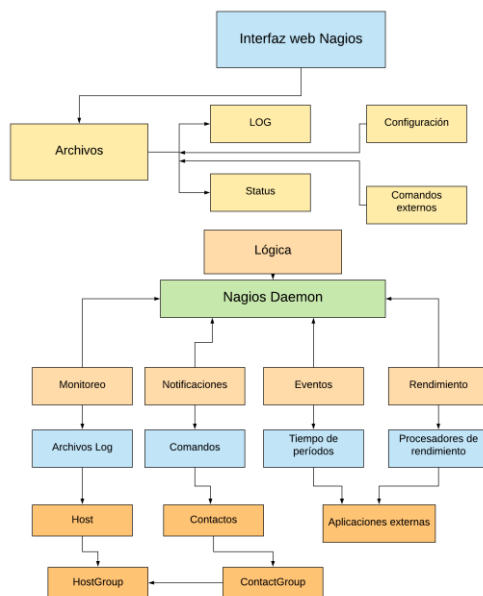 Interfaz web Nagios
Archivos
LOG
Configuración
Status
Comandos
externos
Lógica
Nagios Daemon
Monitoreo
Notificaciones
Eventos
Rendimiento
Archivos Log
Comandos
Tiempo de
períodos
Procesadores de
rendimiento
Host
Contactos
Aplicaciones externas
HostGroup
ContactGroup